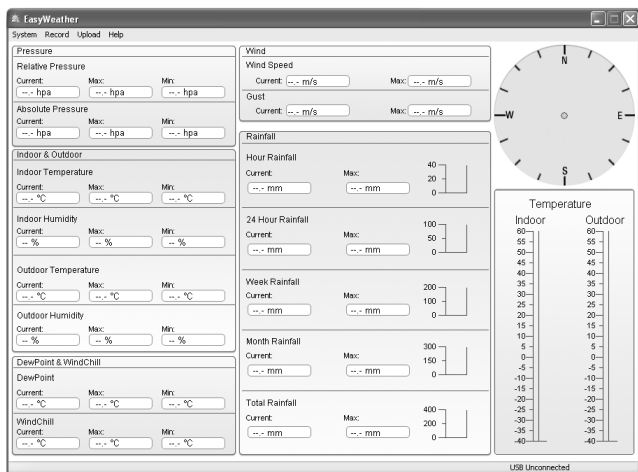 EasyWeather
System Record Upload Help
Pressure
Relative Pressure
Current: Max: Min:
--.- hpa --.- hpa --.- hpa
Absolute Pressure
Current: Max: Min:
--.- hpa --.- hpa --.- hpa
Indoor & Outdoor
Indoor Temperature
Current: Max: Min:
--.- °C --.- °C --.- °C
Indoor Humidity
Current: Max: Min:
-- % -- % -- %
Outdoor Temperature
Current: Max: Min:
--.- °C --.- °C --.- °C
Outdoor Humidity
Current: Max: Min:
-- % -- % -- %
DewPoint & WindChill
DewPoint
Current: Max: Min:
--.- °C --.- °C --.- °C
WindChill
Current: Max: Min:
--.- °C --.- °C --.- °C
Wind
Wind Speed
Current: --.- m/s Max: --.- m/s
Gust
Current: --.- m/s Max: --.- m/s
Rainfall
Hour Rainfall
Current: Max:
--.- mm --.- mm
40
20
0
24 Hour Rainfall
Current: Max:
--.- mm --.- mm
100
50
0
Week Rainfall
Current: Max:
--.- mm --.- mm
200
100
0
Month Rainfall
Current: Max:
--.- mm --.- mm
300
150
0
Total Rainfall
Current: Max:
--.- mm --.- mm
400
200
0
N
W E
S
Temperature
Indoor Outdoor
60 60
55 55
50 50
45 45
40 40
35 35
30 30
25 25
20 20
15 15
10 10
5 5
0 0
-5 -5
-10 -10
-15 -15
-20 -20
-25 -25
-30 -30
-35 -35
-40 -40
USB Unconnected